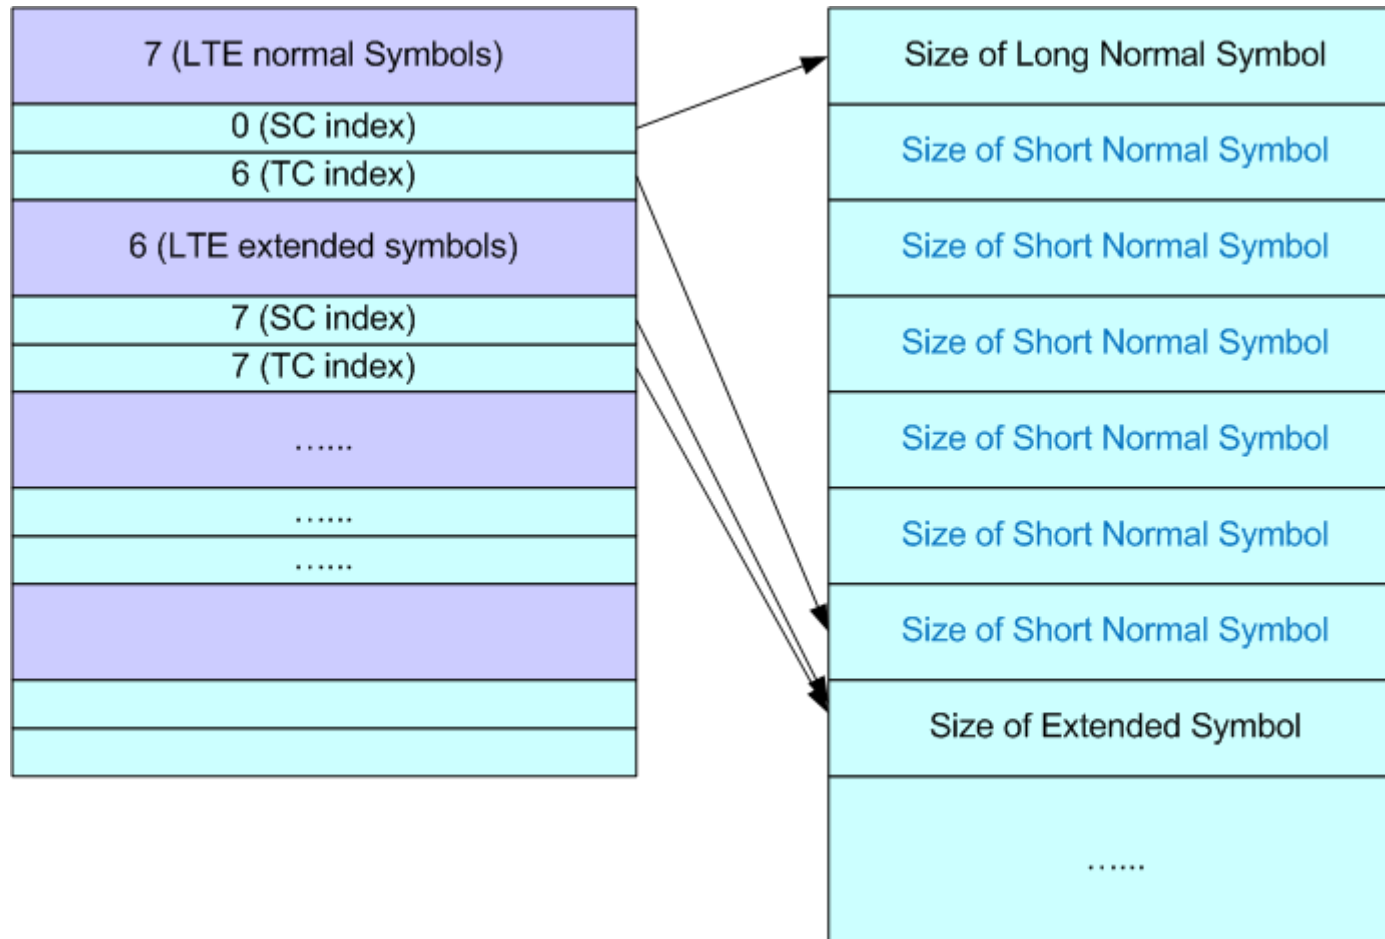 7 (LTE normal Symbols)
0 (SC index)
6 (TC index)
6 (LTE extended symbols)
7 (SC index)
7 (TC index)
…...
…...
…...
Size of Long Normal Symbol
Size of Short Normal Symbol
Size of Short Normal Symbol
Size of Short Normal Symbol
Size of Short Normal Symbol
Size of Short Normal Symbol
Size of Short Normal Symbol
Size of Extended Symbol
…...